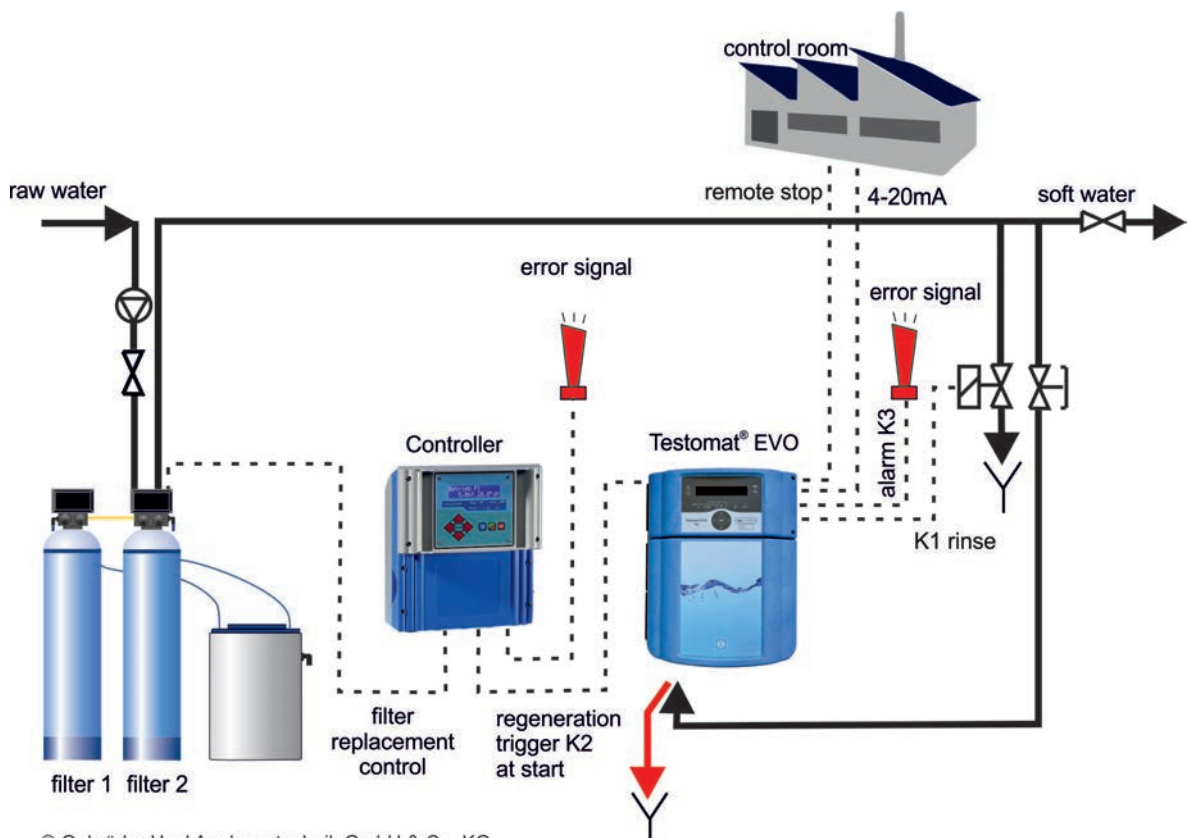 control room
raw water
remote stop
4-20mA
soft water
error signal
error signal
Controller
Testomat® EVO
alarm K3
K1 rinse
filter
replacement
control
regeneration
trigger K2
at start
filter 1
filter 2